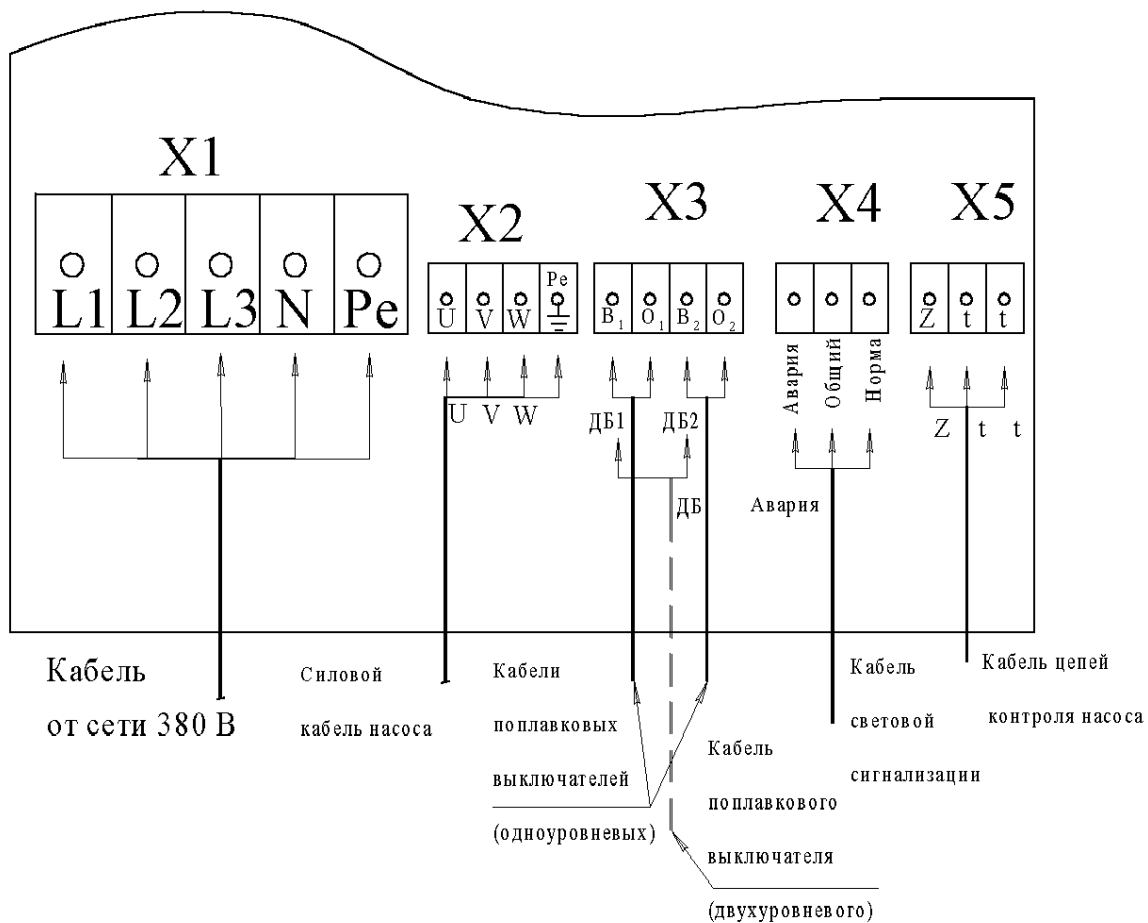 X1
X2
X3
X4
X5
L1 L2 L3 N Pe
U V W Pe
B1 O1 B2 O2
Z t t
Авария
Общий
Норма
U V W
ДБ1
ДБ2
Z t t
ДБ
Авария
Кабель
от сети 380 В
Силовой
кабель насоса
Кабели
поплавковых
выключателей
(одноуровневых)
Кабель
поплавкового
выключателя
(двухуровневого)
Кабель
световой
сигнализации
Кабель цепей
контроля насоса